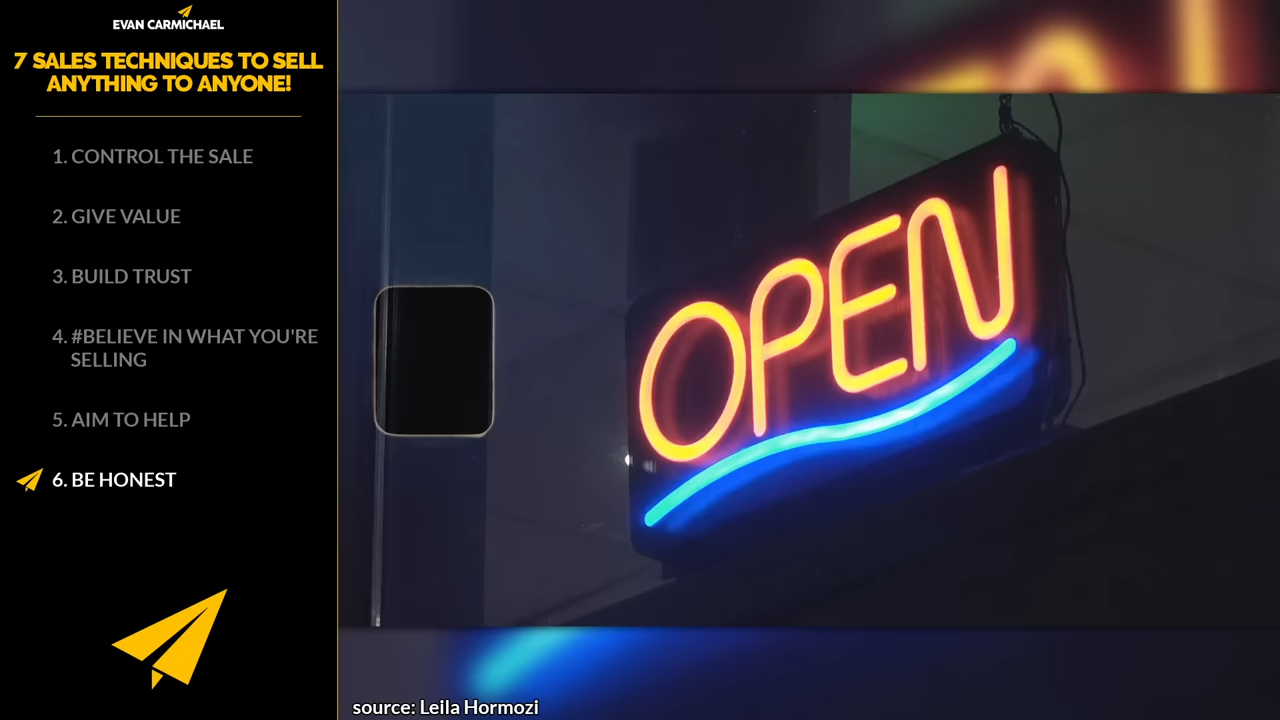 EVAN CARMICHAEL
7 SALES TECHNIQUES TO SELL
ANYTHING TO ANYONE!
1. CONTROL THE SALE
2. GIVE VALUE
3. BUILD TRUST
4. #BELIEVE IN WHAT YOU'RE
SELLING
5. AIM TO HELP
6. BE HONEST
OPEN
source: Leila Hormozi